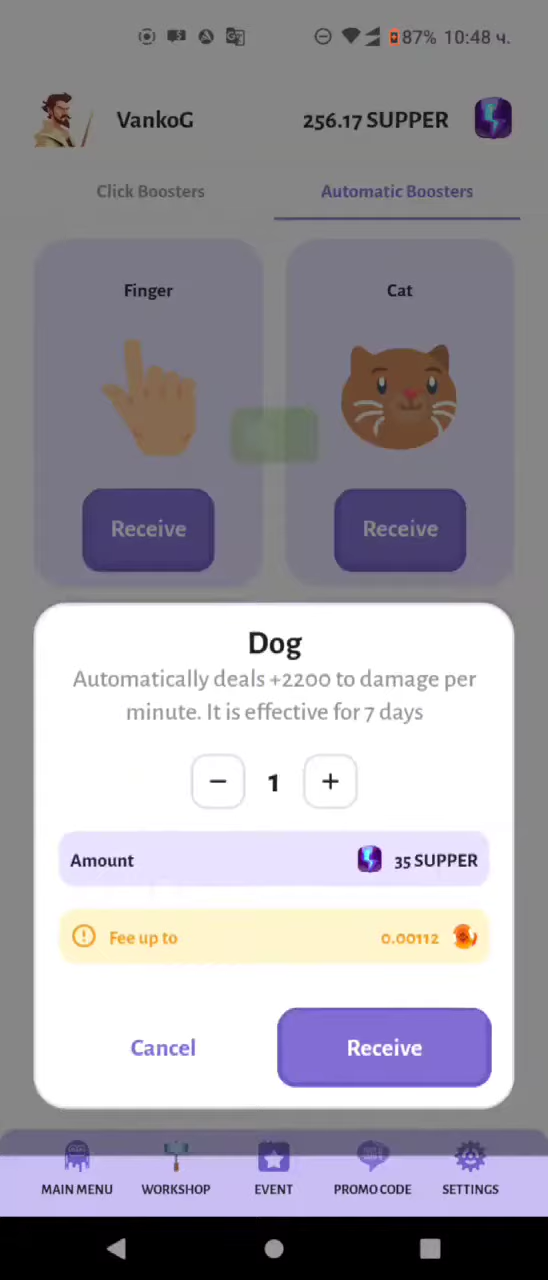 87% 10:48 ч.
VankoG
256.17 SUPPER
Click Boosters
Automatic Boosters
Finger
Cat
Receive
Receive
Dog
Automatically deals +2200 to damage per
minute. It is effective for 7 days
− 1 +
Amount
35 SUPPER
Fee up to
0.00112
Cancel
Receive
MAIN MENU
WORKSHOP
EVENT
PROMO CODE
SETTINGS